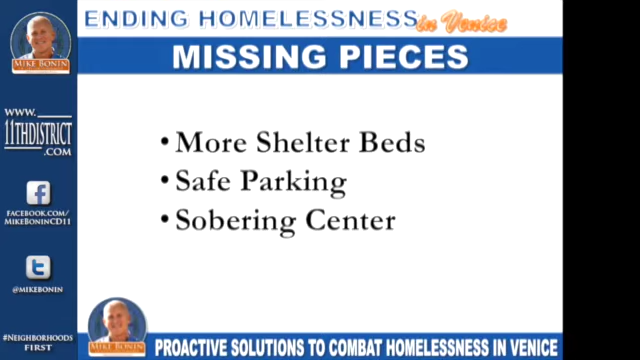 ENDING HOMELESSNESS in Venice
MISSING PIECES
MIKE BONIN
WWW.
11THDISTRICT
.COM
FACEBOOK.COM/
MIKEBONINCD11
@MIKEBONIN
#NEIGHBORHOODS
FIRST
• More Shelter Beds
• Safe Parking
• Sobering Center
MIKE BONIN
PROACTIVE SOLUTIONS TO COMBAT HOMELESSNESS IN VENICE